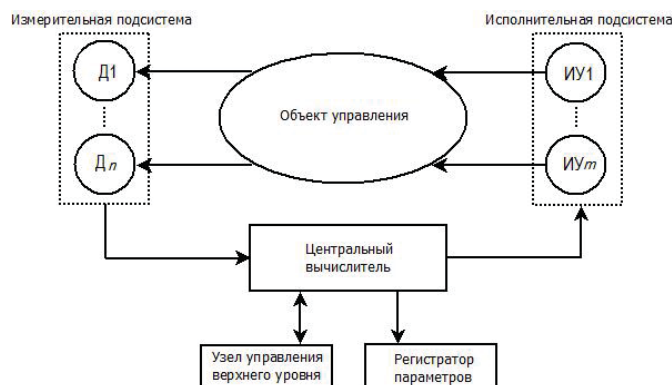 Измерительная подсистема
Исполнительная подсистема
Д1
Объект управления
ИУ1
Дn
ИУm
Центральный
вычислитель
Узел управления
верхнего уровня
Регистратор
параметров